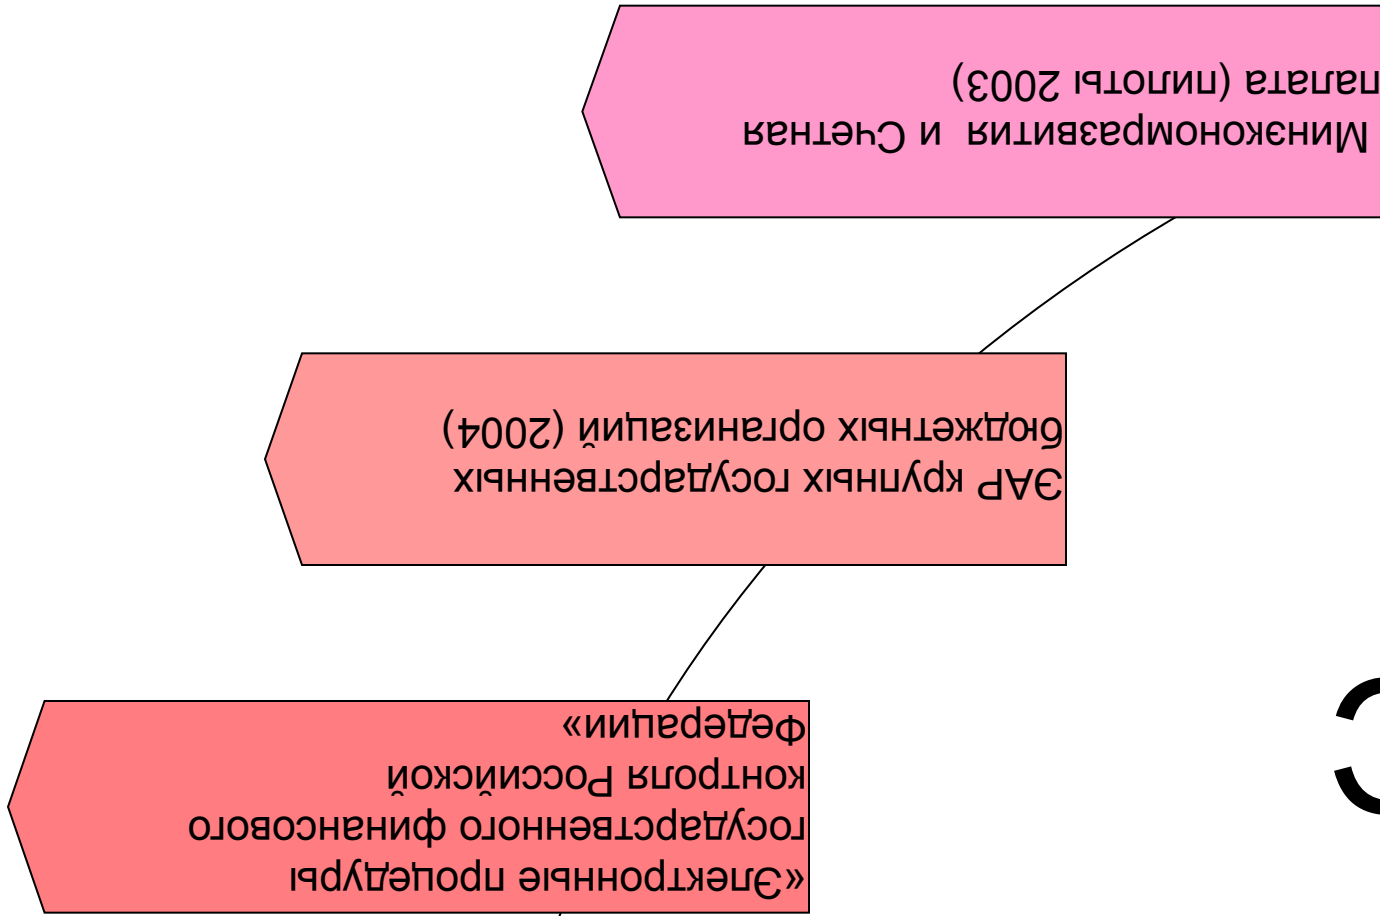 «Электронные процедуры
государственного финансового
контроля Российской
Федерации»
ЭАР крупных государственных
бюджетных организаций (2004)
Минэкономразвития и Счетная
палата (пилоты 2003)